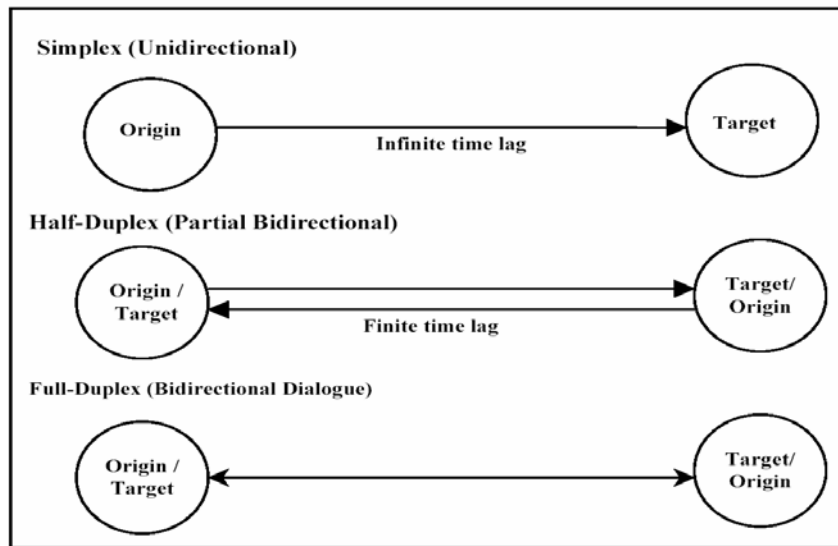 Simplex (Unidirectional)
Origin
Target
Infinite time lag
Half-Duplex (Partial Bidirectional)
Origin /
Target
Target/
Origin
Finite time lag
Full-Duplex (Bidirectional Dialogue)
Origin /
Target
Target/
Origin